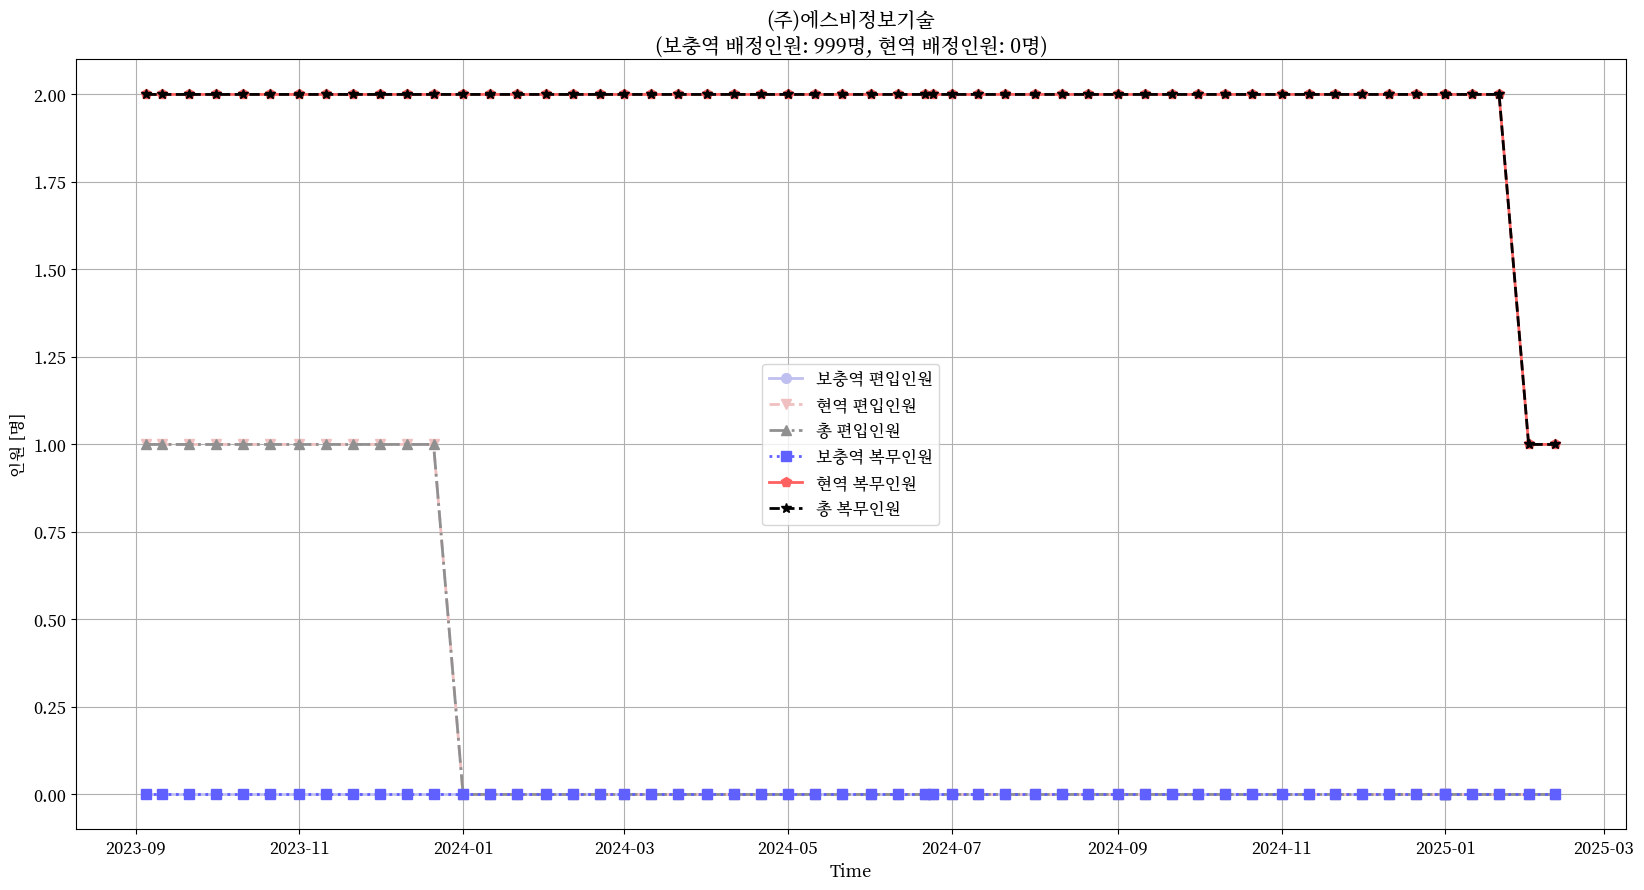 (주)에스비정보기술
(보충역 배정인원: 999명, 현역 배정인원: 0명)
인원 [명]
2.00
1.75
1.50
1.25
1.00
0.75
0.50
0.25
0.00
보충역 편입인원
현역 편입인원
총 편입인원
보충역 복무인원
현역 복무인원
총 복무인원
2023-09 2023-11 2024-01 2024-03 2024-05 2024-07 2024-09 2024-11 2025-01 2025-03
Time